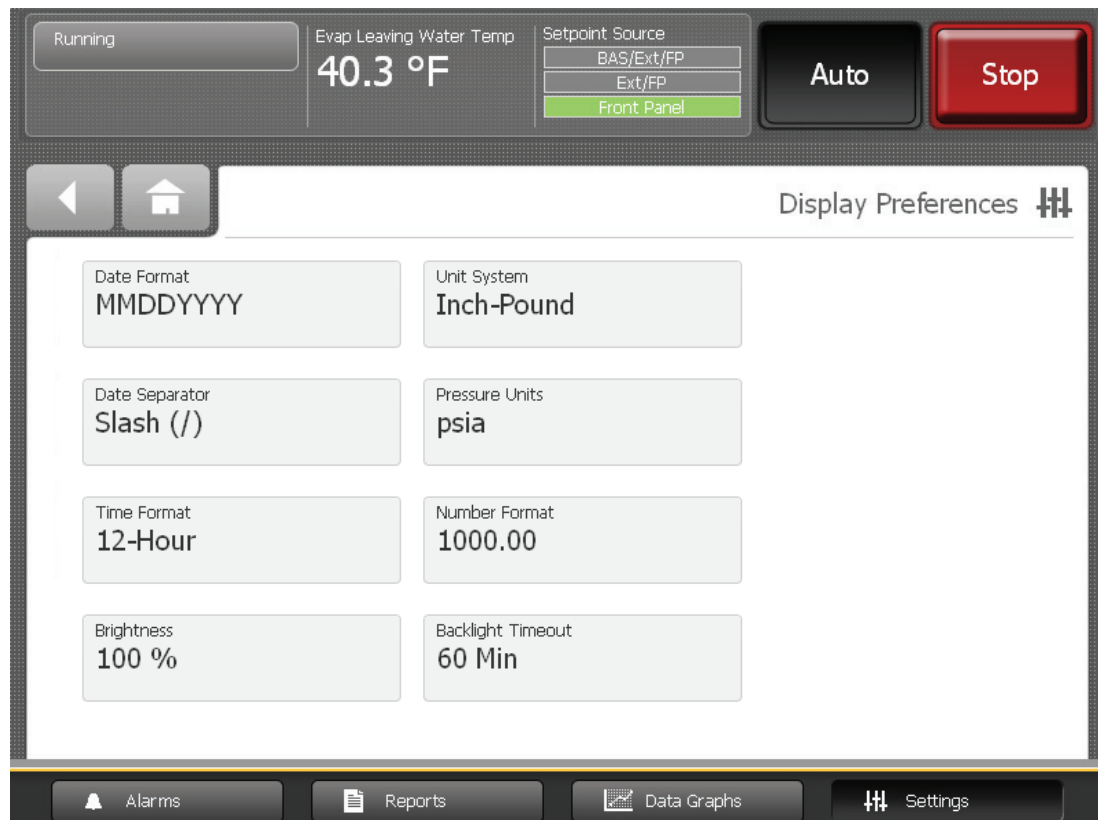 Running
Evap Leaving Water Temp
40.3 °F
Setpoint Source
BAS/Ext/FP
Ext/FP
Front Panel
Auto
Stop
Display Preferences
Date Format
MMDDYYYY
Unit System
Inch-Pound
Date Separator
Slash (/)
Pressure Units
psia
Time Format
12-Hour
Number Format
1000.00
Brightness
100 %
Backlight Timeout
60 Min
Alarms
Reports
Data Graphs
Settings